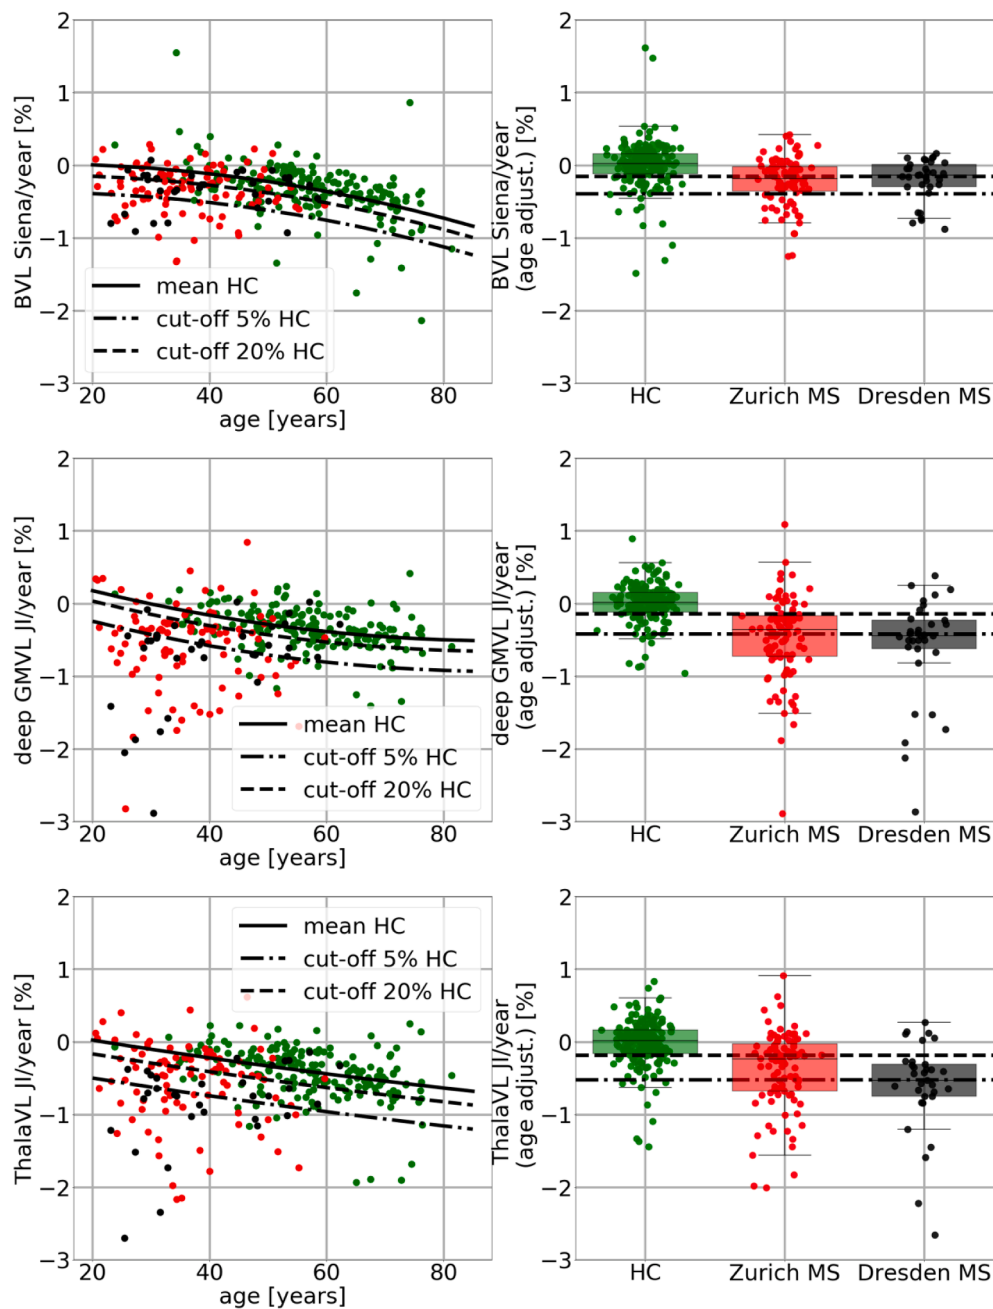 2
1
0
−1
−2
−3
BVL Siena/year [%]
mean HC
cut-off 5% HC
cut-off 20% HC
20 40 60 80
age [years]
2
1
0
−1
−2
−3
BVL Siena/year
(age adjust.) [%]
HC Zurich MS Dresden MS
2
1
0
−1
−2
−3
deep GMVL JI/year [%]
mean HC
cut-off 5% HC
cut-off 20% HC
20 40 60 80
age [years]
2
1
0
−1
−2
−3
deep GMVL JI/year
(age adjust.) [%]
HC Zurich MS Dresden MS
2
1
0
−1
−2
−3
ThalaVL JI/year [%]
mean HC
cut-off 5% HC
cut-off 20% HC
20 40 60 80
age [years]
2
1
0
−1
−2
−3
ThalaVL JI/year
(age adjust.) [%]
HC Zurich MS Dresden MS